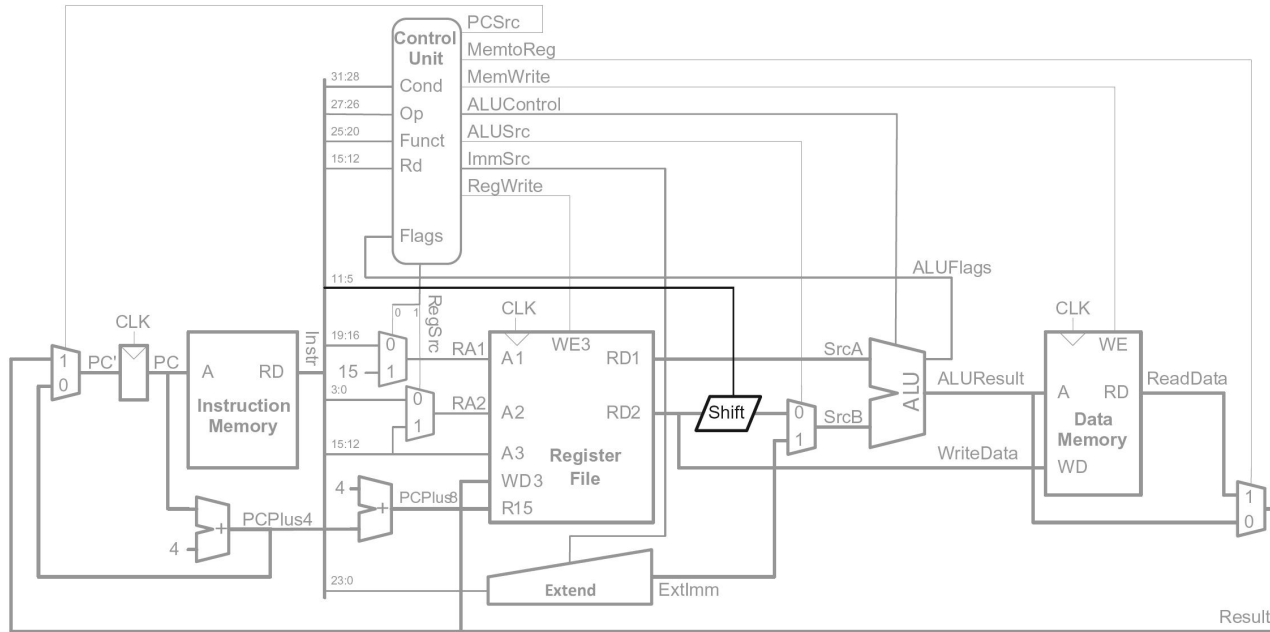 PCSrc
Control
Unit
MemtoReg
31:28
Cond
MemWrite
27:26
Op
ALUControl
25:20
Funct
ALUSrc
15:12
Rd
ImmSrc
RegWrite
Flags
ALUFlags
11:5
0 1
RegSrc
CLK
CLK
CLK
Instr
19:16
0
RA1
A1
WE3
RD1
SrcA
WE
1
0
PC'
PC
A
RD
Instruction
Memory
15
1
3:0
0
1
RA2
A2
RD2
Shift
0
1
SrcB
ALU
ALUResult
A
RD
ReadData
Data
Memory
15:12
A3
Register
File
WriteData
WD
4
+
PCPlus8
WD3
R15
1
0
PCPlus4
+
4
23:0
Extend
ExtImm
Result